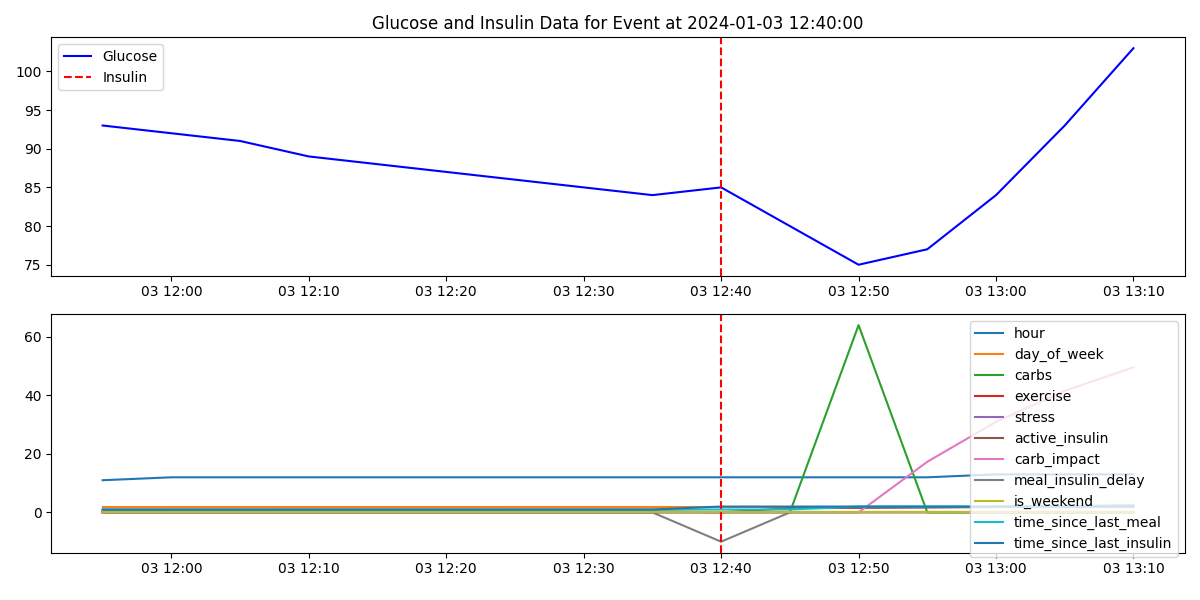 Glucose and Insulin Data for Event at 2024-01-03 12:40:00
Glucose
Insulin
100
95
90
85
80
75
03 12:00 03 12:10 03 12:20 03 12:30 03 12:40 03 12:50 03 13:00 03 13:10
60
40
20
0
hour
day_of_week
carbs
exercise
stress
active_insulin
carb_impact
meal_insulin_delay
is_weekend
time_since_last_meal
time_since_last_insulin
03 12:00 03 12:10 03 12:20 03 12:30 03 12:40 03 12:50 03 13:00 03 13:10